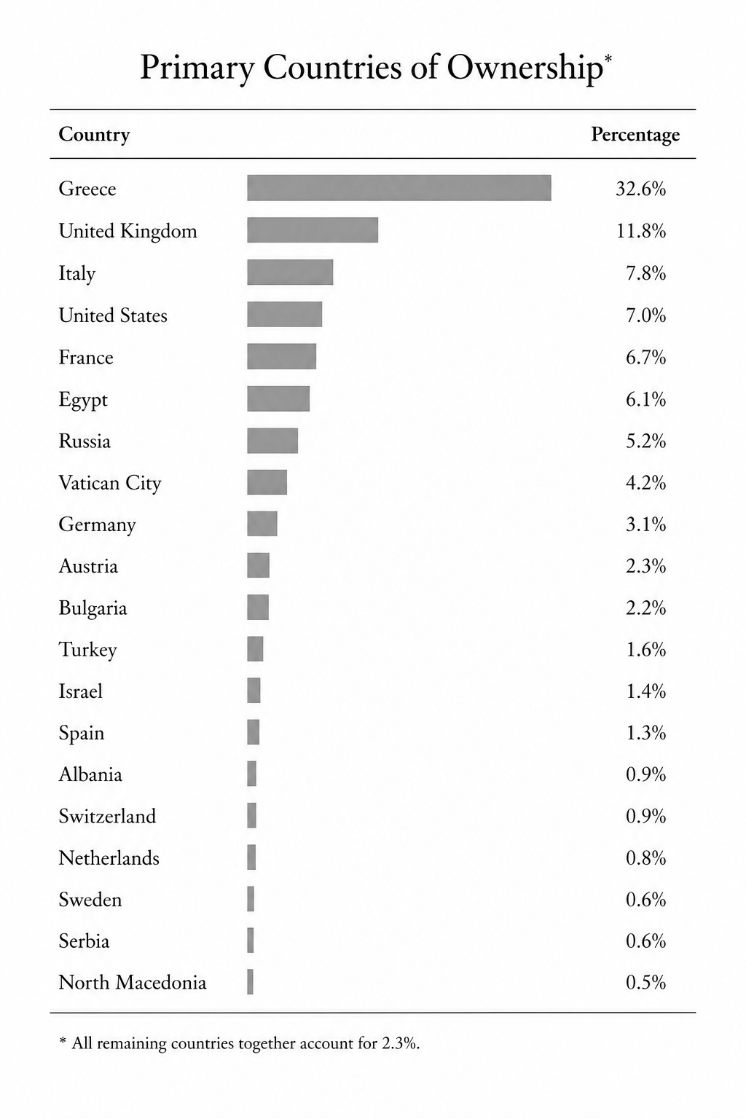 Primary Countries of Ownership*
Country Percentage
Greece 32.6%
United Kingdom 11.8%
Italy 7.8%
United States 7.0%
France 6.7%
Egypt 6.1%
Russia 5.2%
Vatican City 4.2%
Germany 3.1%
Austria 2.3%
Bulgaria 2.2%
Turkey 1.6%
Israel 1.4%
Spain 1.3%
Albania 0.9%
Switzerland 0.9%
Netherlands 0.8%
Sweden 0.6%
Serbia 0.6%
North Macedonia 0.5%
* All remaining countries together account for 2.3%.